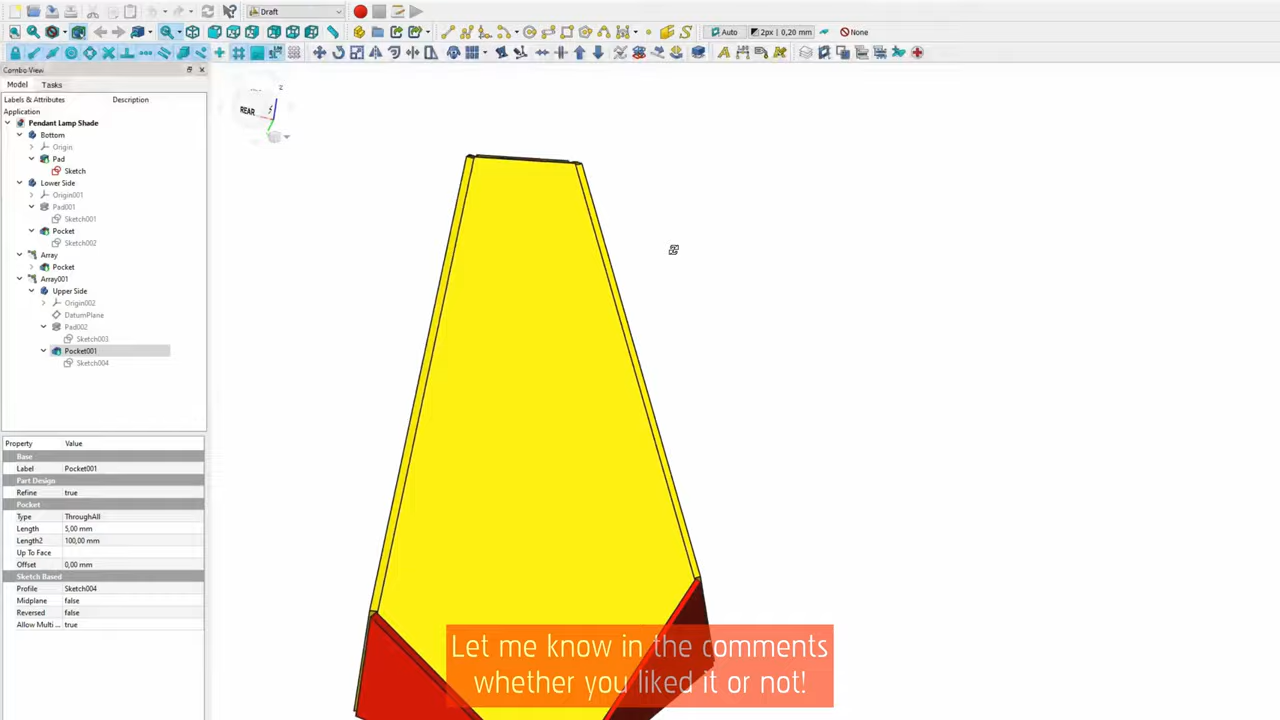 Draft
Auto
2px | 0,20 mm
None
Combo View
Model Tasks
Labels & Attributes Description
Application
Pendant Lamp Shade
Bottom
Origin
Pad
Sketch
Lower Side
Origin001
Pad001
Sketch001
Pocket
Sketch002
Array
Pocket
Array001
Upper Side
Origin002
DatumPlane
Pad002
Sketch003
Pocket001
Sketch004
REAR
Z
Property Value
Base
Label Pocket001
Part Design
Refine true
Pocket
Type ThroughAll
Length 5,00 mm
Length2 100,00 mm
Up To Face
Offset 0,00 mm
Sketch Based
Profile Sketch004
Midplane false
Reversed false
Allow Multi ... true
Let me know in the comments
whether you liked it or not!